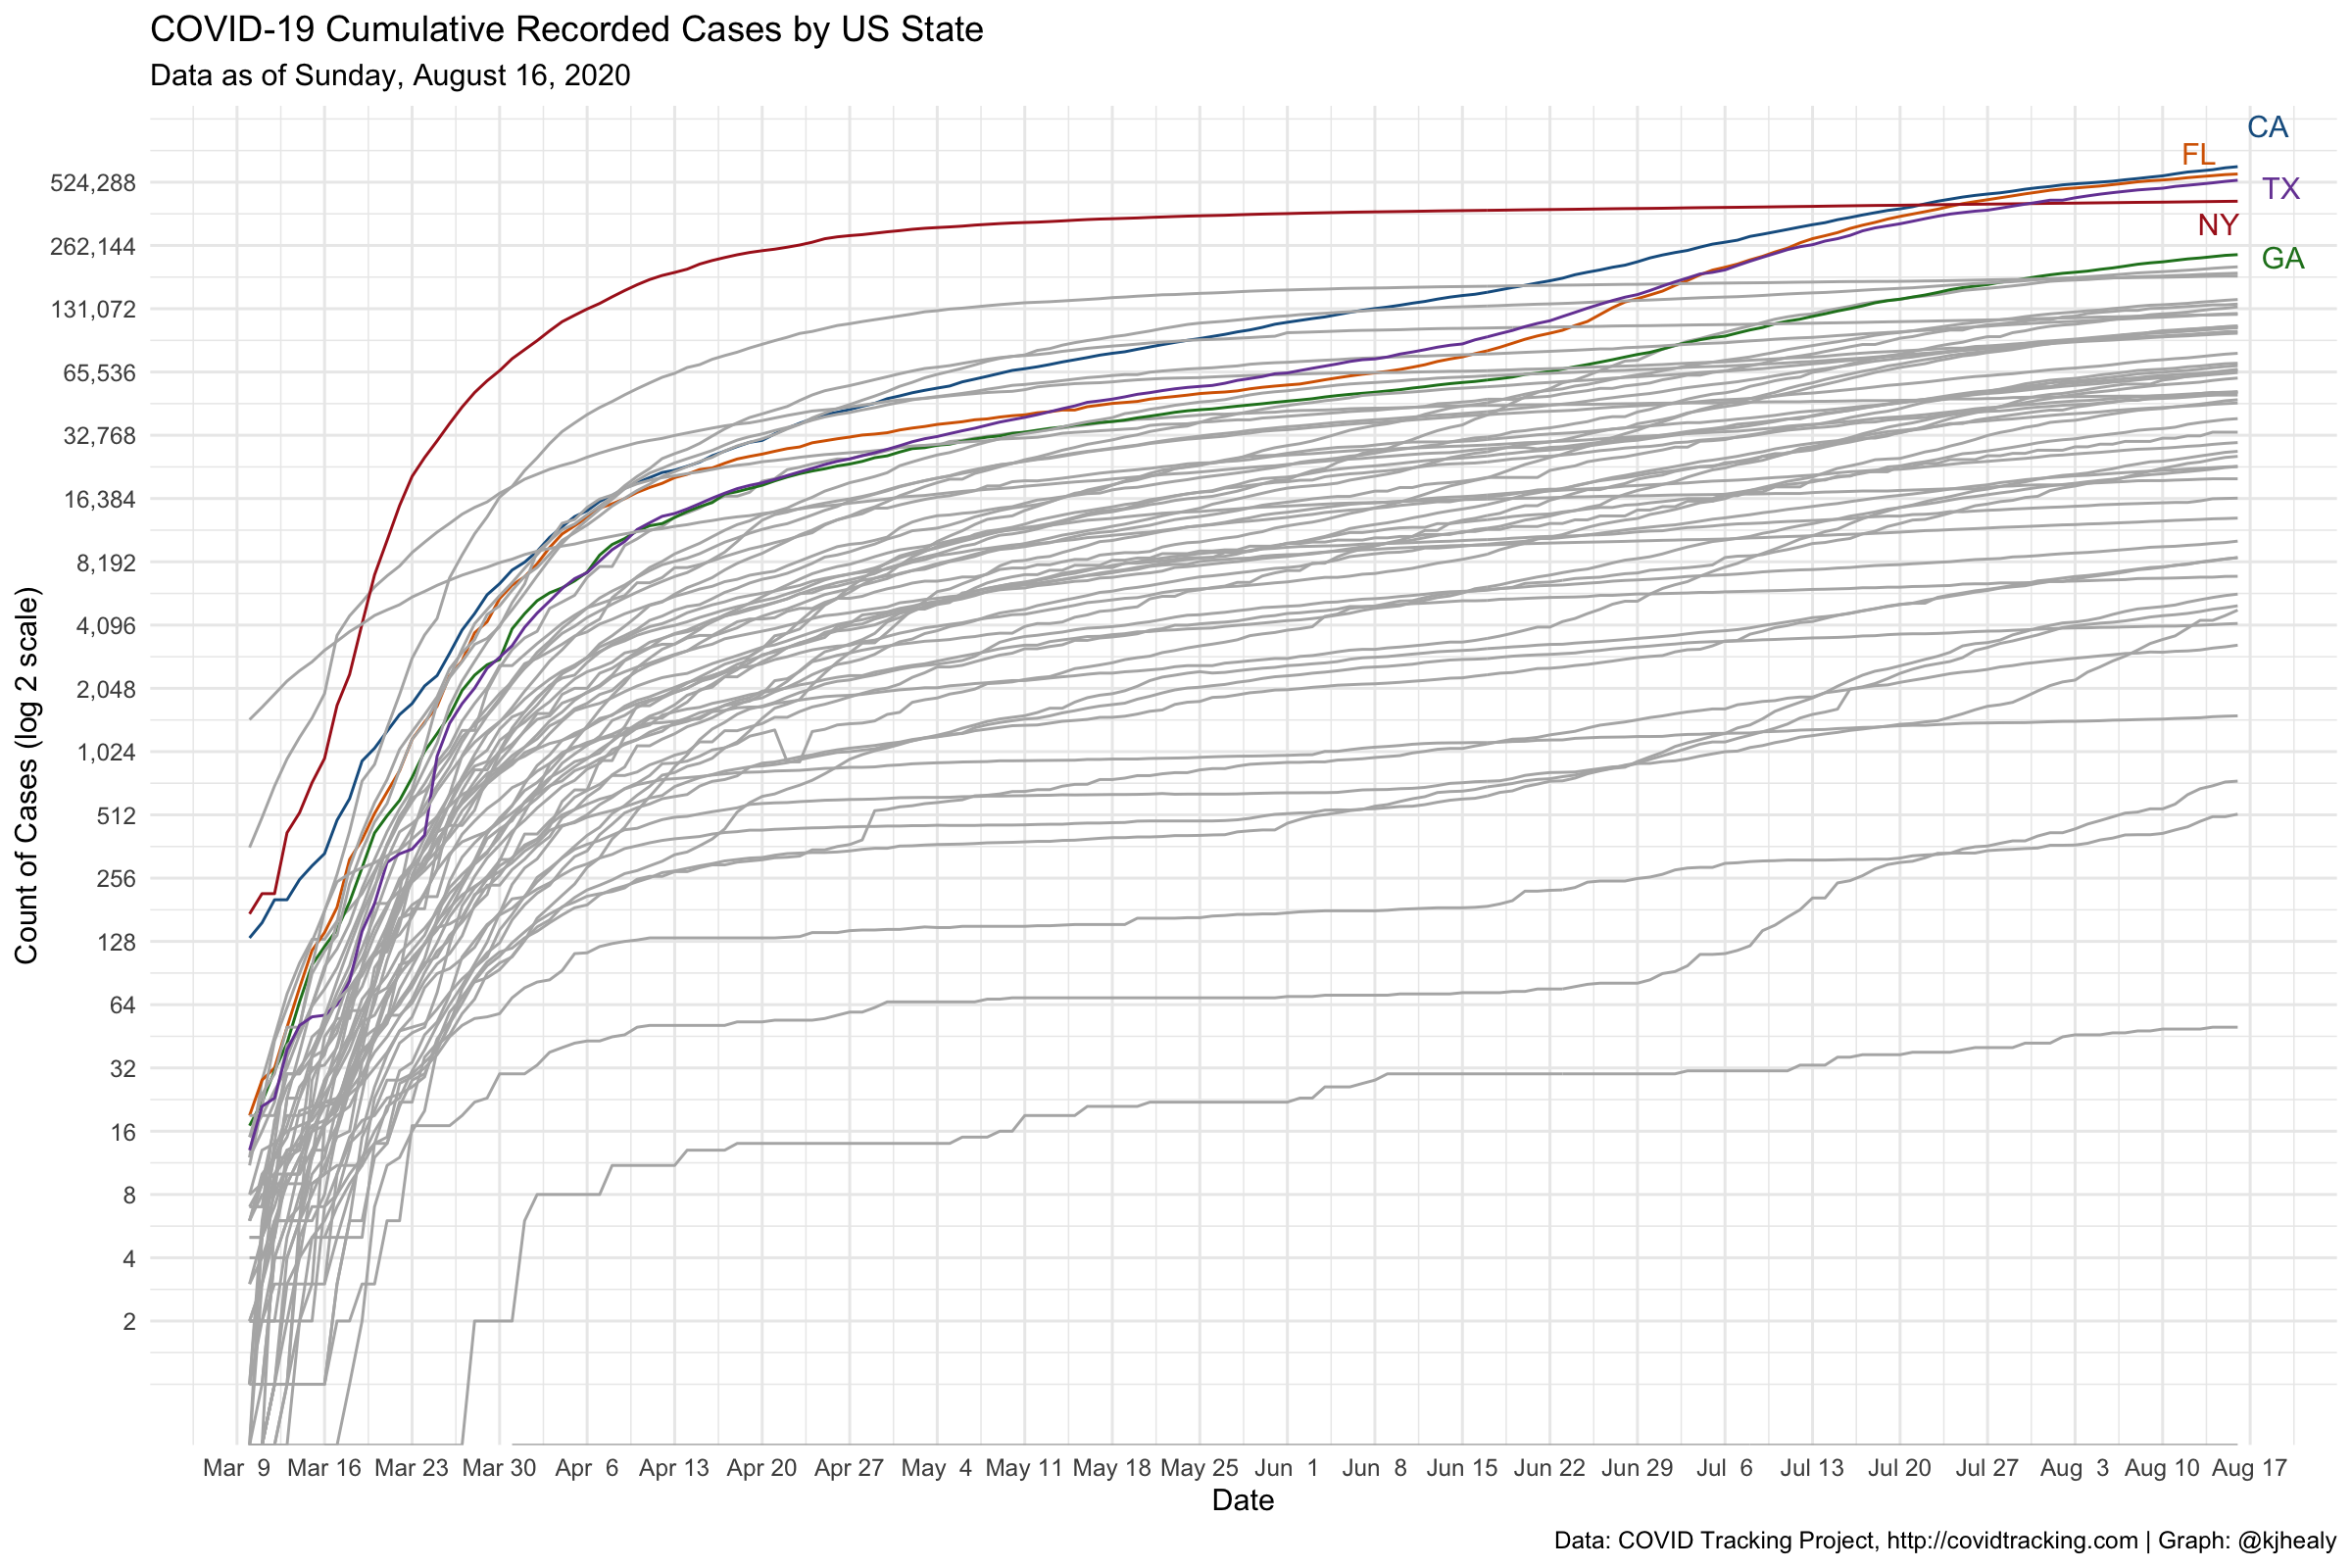 COVID-19 Cumulative Recorded Cases by US State
Data as of Sunday, August 16, 2020
CA
FL
TX
NY
GA
524,288
262,144
131,072
65,536
32,768
16,384
8,192
4,096
2,048
1,024
512
256
128
64
32
16
8
4
2
Count of Cases (log 2 scale)
Mar 9 Mar 16 Mar 23 Mar 30 Apr 6 Apr 13 Apr 20 Apr 27 May 4 May 11 May 18 May 25 Jun 1 Jun 8 Jun 15 Jun 22 Jun 29 Jul 6 Jul 13 Jul 20 Jul 27 Aug 3 Aug 10 Aug 17
Date
Data: COVID Tracking Project, http://covidtracking.com | Graph: @kjhealy